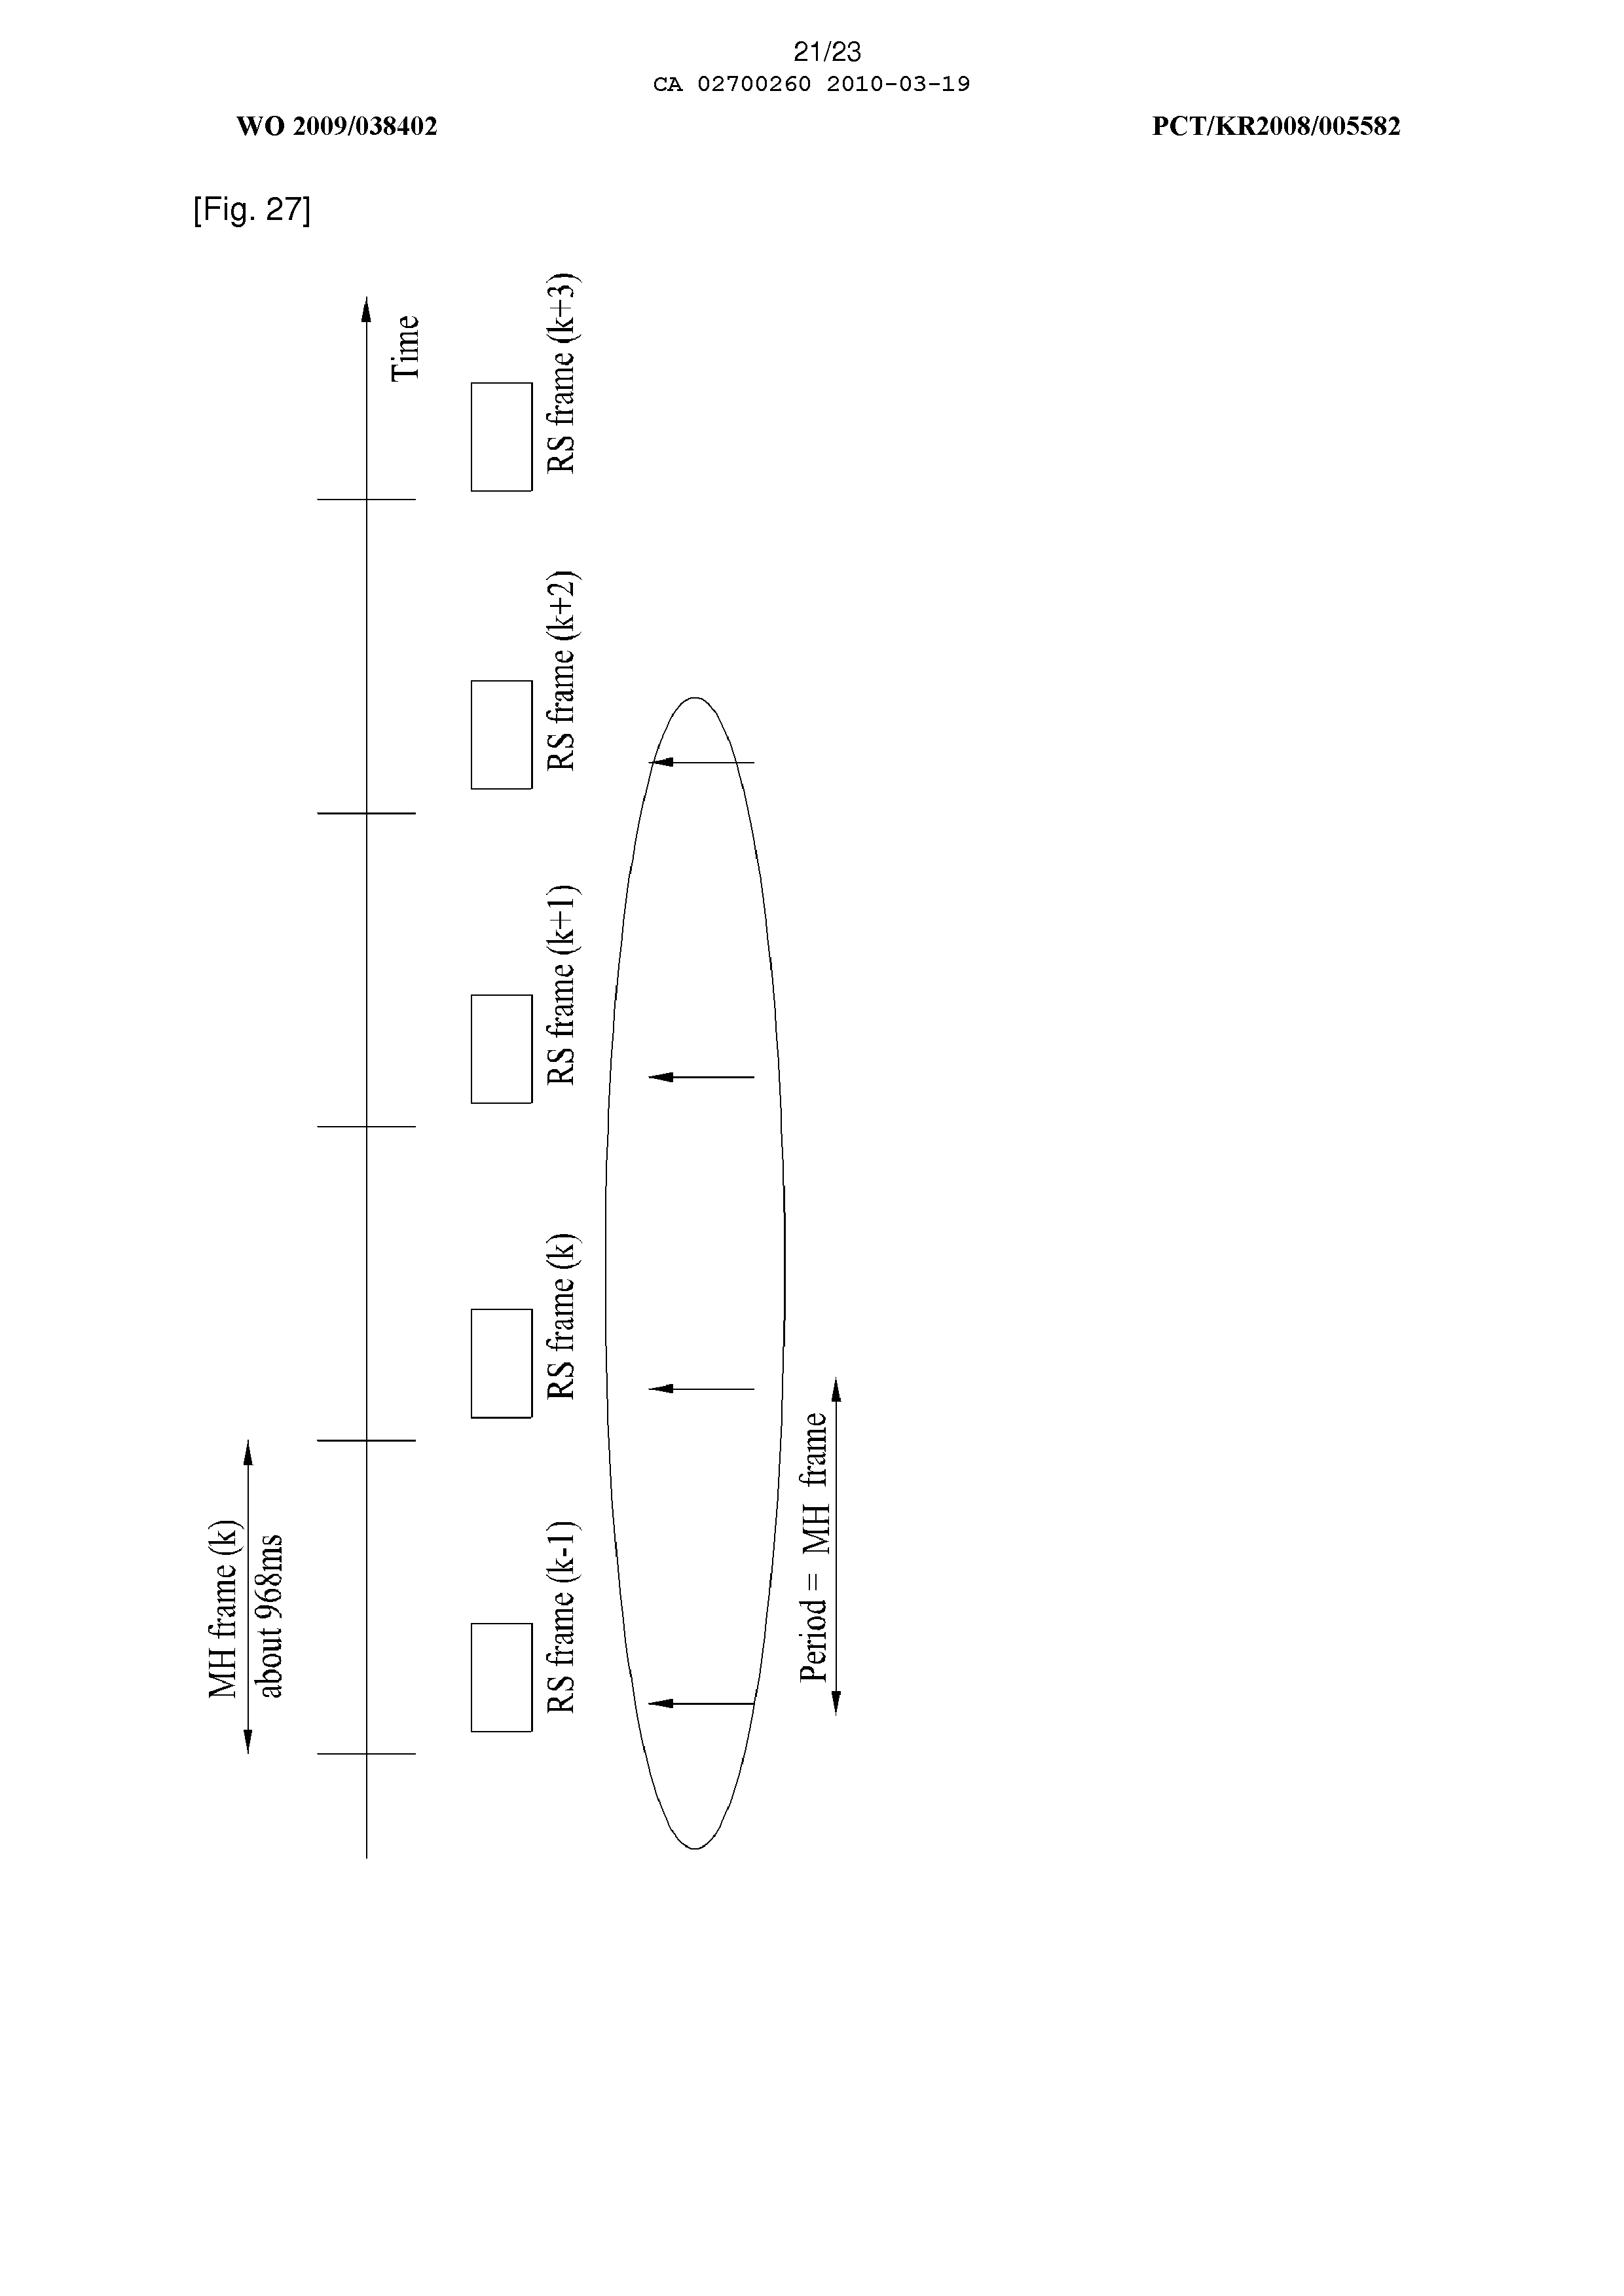 21/23
CA 02700260 2010-03-19
WO 2009/038402
PCT/KR2008/005582
[Fig. 27]
MH frame (k)
about 968ms
Time
RS frame (k-1)
RS frame (k)
RS frame (k+1)
RS frame (k+2)
RS frame (k+3)
Period = MH frame